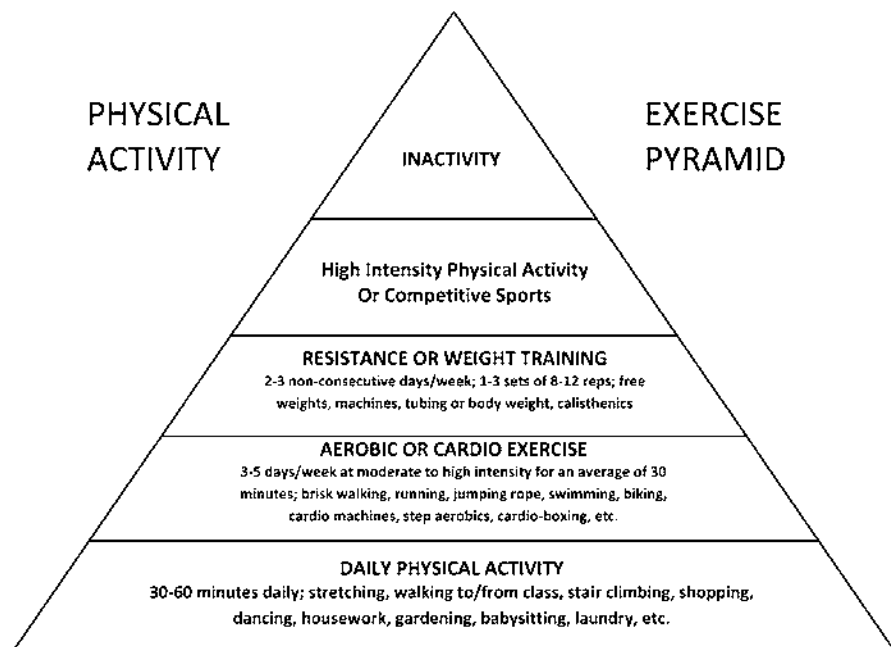 PHYSICAL
ACTIVITY
EXERCISE
PYRAMID
INACTIVITY
High Intensity Physical Activity
Or Competitive Sports
RESISTANCE OR WEIGHT TRAINING
2-3 non-consecutive days/week; 1-3 sets of 8-12 reps; free
weights, machines, tubing or body weight, calisthenics
AEROBIC OR CARDIO EXERCISE
3-5 days/week at moderate to high intensity for an average of 30
minutes; brisk walking, running, jumping rope, swimming, biking,
cardio machines, step aerobics, cardio-boxing, etc.
DAILY PHYSICAL ACTIVITY
30-60 minutes daily; stretching, walking to/from class, stair climbing, shopping,
dancing, housework, gardening, babysitting, laundry, etc.